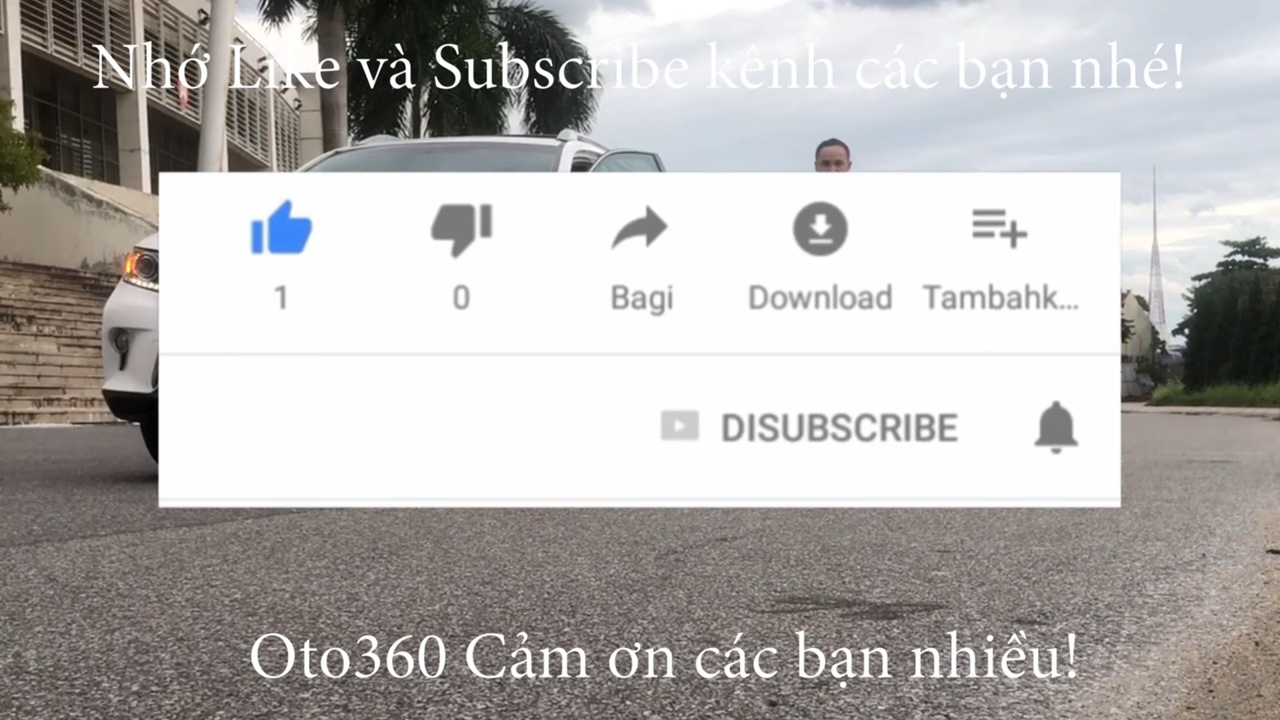 Nhớ Like và Subscribe kênh các bạn nhé!
1 0 Bagi Download Tambahk...
DISUBSCRIBE
Oto360 Cảm ơn các bạn nhiều!